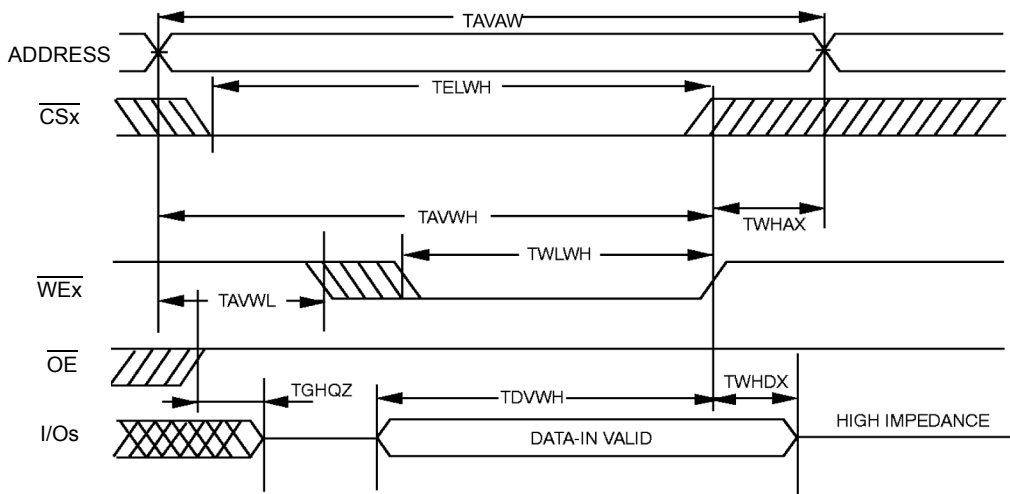 TAVAW
ADDRESS
TELWH
CSx
TAVWH
TWHAX
TWLWH
WEx
TAVWL
OE
TGHQZ
TDVWH
TWHDX
I/Os
DATA-IN VALID
HIGH IMPEDANCE